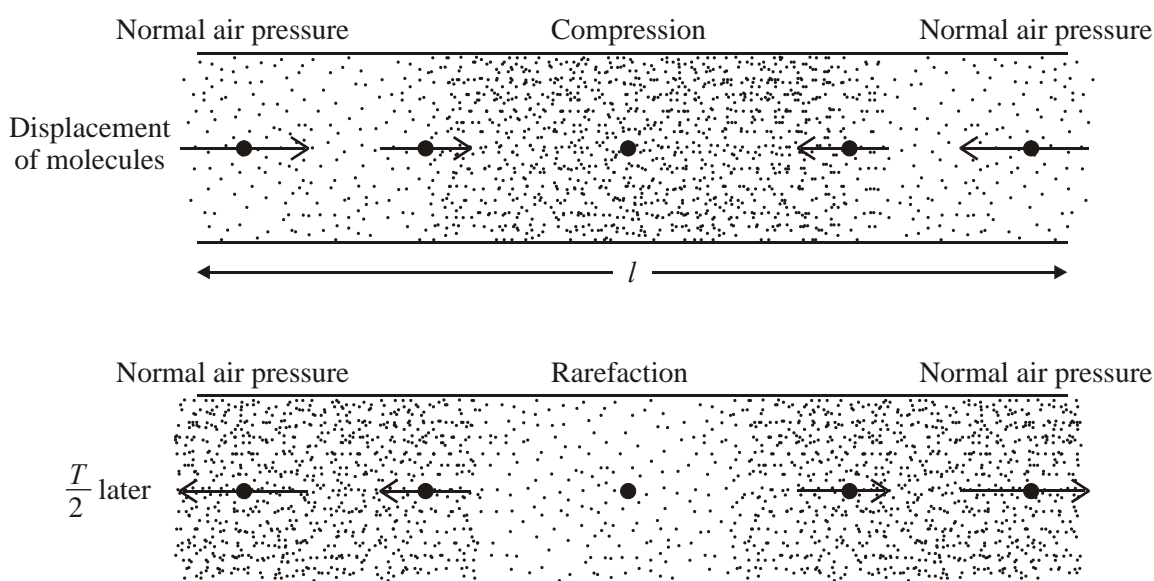 Normal air pressure Compression Normal air pressure
Displacement
of molecules
l
Normal air pressure Rarefaction Normal air pressure
T/2 later